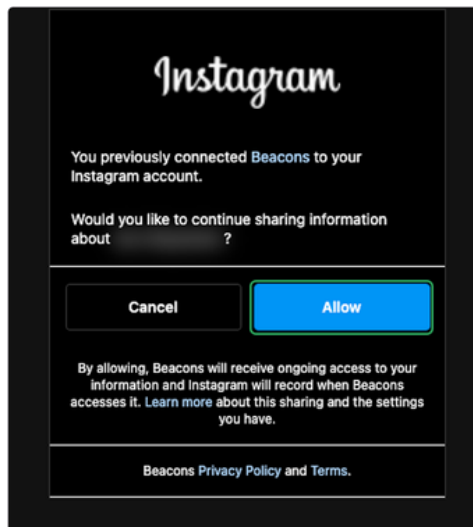 Instagram
You previously connected Beacons to your
Instagram account.
Would you like to continue sharing information
about ?
Cancel
Allow
By allowing, Beacons will receive ongoing access to your
information and Instagram will record when Beacons
accesses it. Learn more about this sharing and the settings
you have.
Beacons Privacy Policy and Terms.